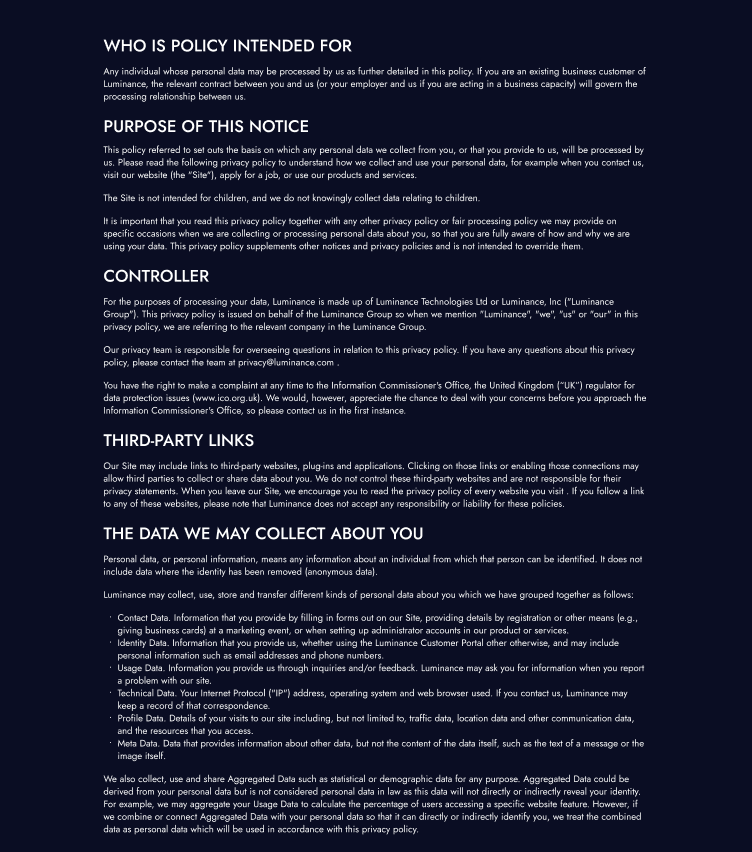 WHO IS POLICY INTENDED FOR
Any individual whose personal data may be processed by us as further detailed in this policy. If you are an existing business customer of
Luminance, the relevant contract between you and us (or your employer and us if you are acting in a business capacity) will govern the
processing relationship between us.
PURPOSE OF THIS NOTICE
This policy referred to set outs the basis on which any personal data we collect from you, or that you provide to us, will be processed by
us. Please read the following privacy policy to understand how we collect and use your personal data, for example when you contact us,
visit our website (the "Site"), apply for a job, or use our products and services.
The Site is not intended for children, and we do not knowingly collect data relating to children.
It is important that you read this privacy policy together with any other privacy policy or fair processing policy we may provide on
specific occasions when we are collecting or processing personal data about you, so that you are fully aware of how and why we are
using your data. This privacy policy supplements other notices and privacy policies and is not intended to override them.
CONTROLLER
For the purposes of processing your data, Luminance is made up of Luminance Technologies Ltd or Luminance, Inc ("Luminance
Group"). This privacy policy is issued on behalf of the Luminance Group so when we mention "Luminance", "we", "us" or "our" in this
privacy policy, we are referring to the relevant company in the Luminance Group.
Our privacy team is responsible for overseeing questions in relation to this privacy policy. If you have any questions about this privacy
policy, please contact the team at privacy@luminance.com .
You have the right to make a complaint at any time to the Information Commissioner's Office, the United Kingdom ("UK") regulator for
data protection issues (www.ico.org.uk). We would, however, appreciate the chance to deal with your concerns before you approach the
Information Commissioner's Office, so please contact us in the first instance.
THIRD-PARTY LINKS
Our Site may include links to third-party websites, plug-ins and applications. Clicking on those links or enabling those connections may
allow third parties to collect or share data about you. We do not control these third-party websites and are not responsible for their
privacy statements. When you leave our Site, we encourage you to read the privacy policy of every website you visit . If you follow a link
to any of these websites, please note that Luminance does not accept any responsibility or liability for these policies.
THE DATA WE MAY COLLECT ABOUT YOU
Personal data, or personal information, means any information about an individual from which that person can be identified. It does not
include data where the identity has been removed (anonymous data).
Luminance may collect, use, store and transfer different kinds of personal data about you which we have grouped together as follows:
· Contact Data. Information that you provide by filling in forms out on our Site, providing details by registration or other means (e.g.,
giving business cards) at a marketing event, or when setting up administrator accounts in our product or services.
· Identity Data. Information that you provide us, whether using the Luminance Customer Portal other otherwise, and may include
personal information such as email addresses and phone numbers.
· Usage Data. Information you provide us through inquiries and/or feedback. Luminance may ask you for information when you report
a problem with our site.
· Technical Data. Your Internet Protocol ("IP") address, operating system and web browser used. If you contact us, Luminance may
keep a record of that correspondence.
· Profile Data. Details of your visits to our site including, but not limited to, traffic data, location data and other communication data,
and the resources that you access.
· Meta Data. Data that provides information about other data, but not the content of the data itself, such as the text of a message or the
image itself.
We also collect, use and share Aggregated Data such as statistical or demographic data for any purpose. Aggregated Data could be
derived from your personal data but is not considered personal data in law as this data will not directly or indirectly reveal your identity.
For example, we may aggregate your Usage Data to calculate the percentage of users accessing a specific website feature. However, if
we combine or connect Aggregated Data with your personal data so that it can directly or indirectly identify you, we treat the combined
data as personal data which will be used in accordance with this privacy policy.